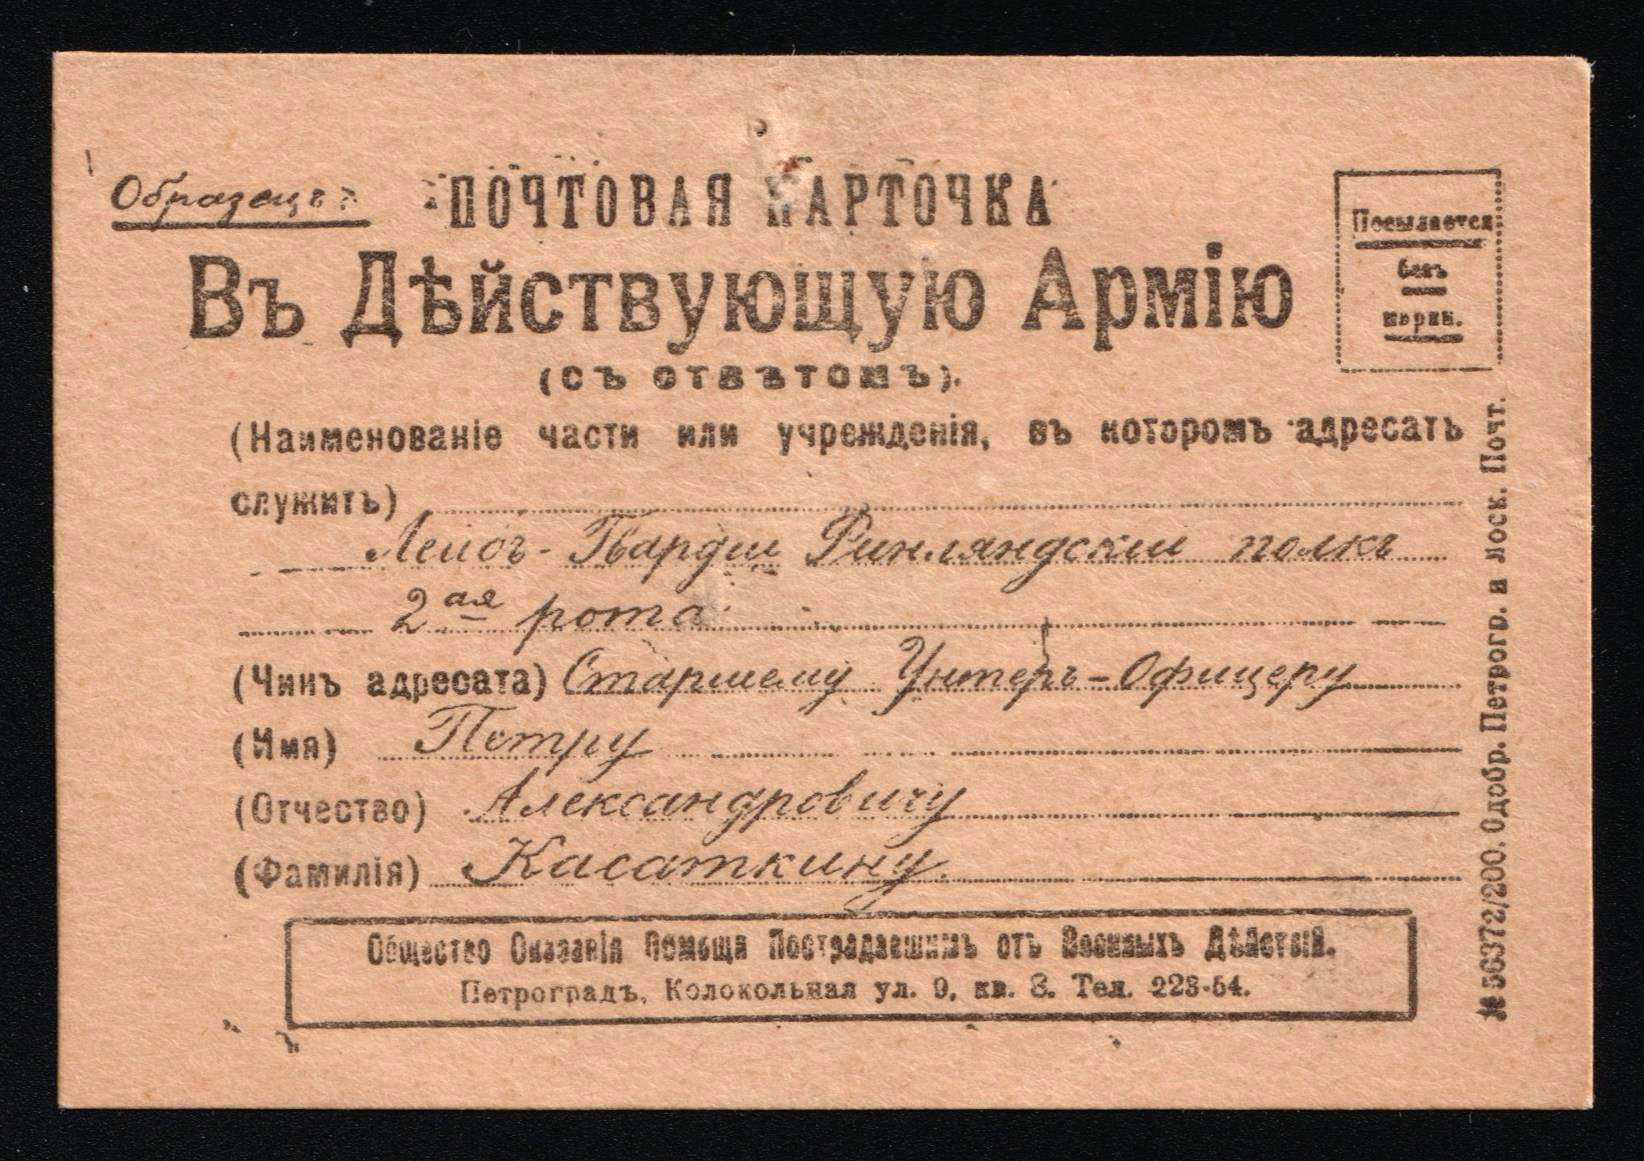 Образецъ
ПОЧТОВАЯ КАРТОЧКА
Въ Дѣйствующую Армію
(съ отвѣтомъ).
Посылается
безъ
марки.
(Наименованіе части или учрежденія, въ которомъ адресатъ
служитъ)
Лейбъ-Гвардіи Финляндскій полкъ
2ая рота
(Чинъ адресата) Старшему Унтеръ-Офицеру
(Имя) Петру
(Отчество) Александровичу
(Фамилія) Касаткину.
Общество Оказанія Помощи Пострадавшимъ отъ Военныхъ Дѣйствій.
Петроградъ, Колокольная ул. 9, кв. 8. Тел. 223-54.
№ 56372/200. Одобр. Петрогр. и Моск. Почт.